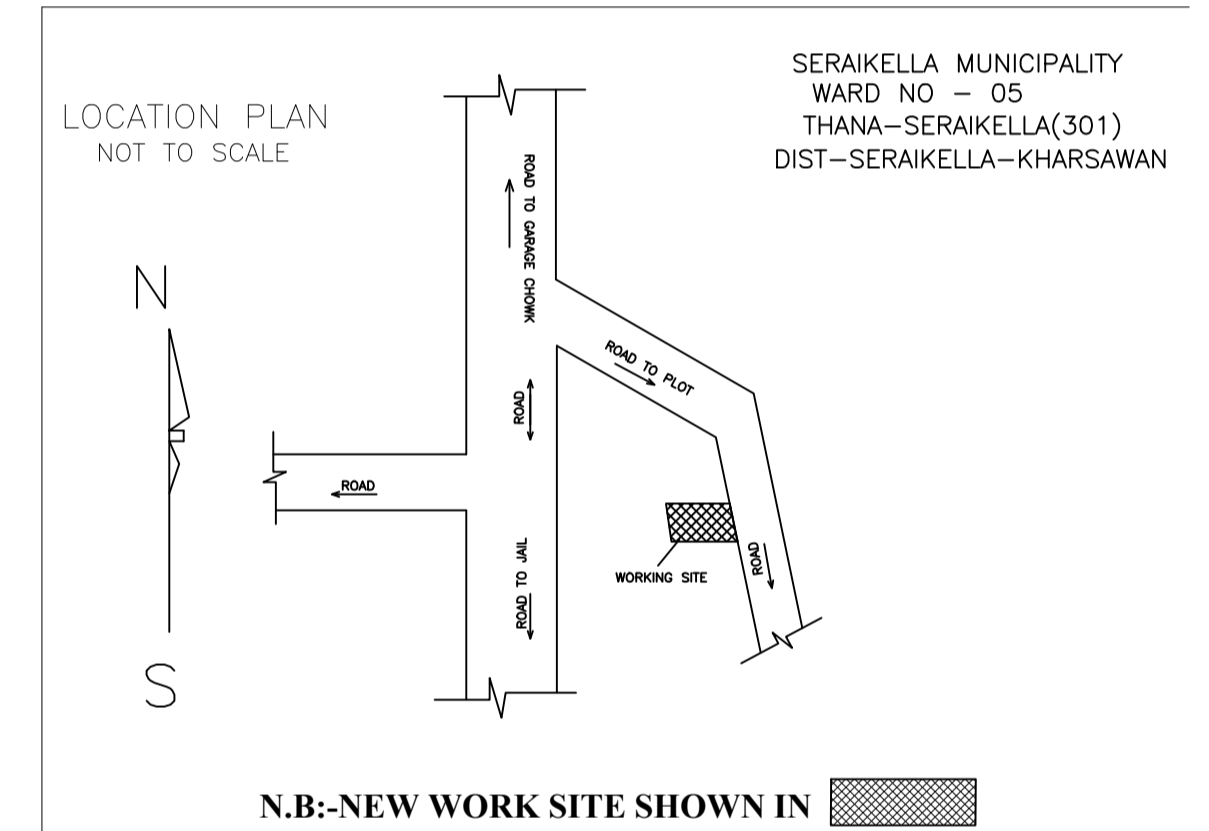 LOCATION PLAN
NOT TO SCALE
SERAIKELLA MUNICIPALITY
WARD NO - 05
THANA-SERAIKELLA(301)
DIST-SERAIKELLA-KHARSAWAN
N
S
ROAD TO GARAGE CHOWK
ROAD TO PLOT
ROAD
ROAD
ROAD TO JAIL
ROAD
WORKING SITE
N.B:-NEW WORK SITE SHOWN IN